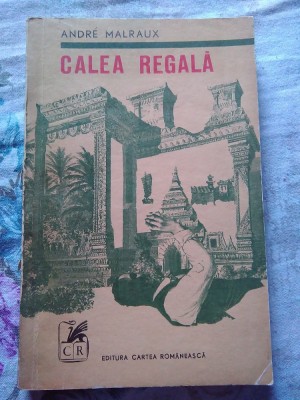 ANDRÉ MALRAUX
CALEA REGALĂ
CR
EDITURA CARTEA ROMÂNEASCĂ